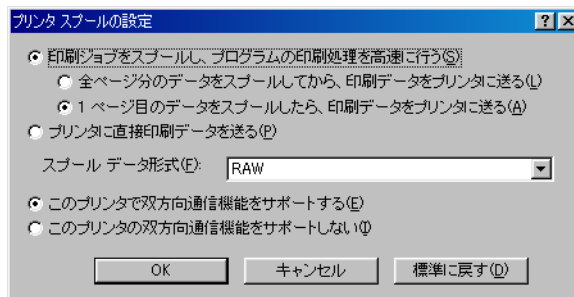 プリンタ スプールの設定
印刷ジョブをスプールし、プログラムの印刷処理を高速に行う(S)
全ページ分のデータをスプールしてから、印刷データをプリンタに送る(L)
1 ページ目のデータをスプールしたら、印刷データをプリンタに送る(A)
プリンタに直接印刷データを送る(P)
スプール データ形式(F): RAW
このプリンタで双方向通信機能をサポートする(E)
このプリンタの双方向通信機能をサポートしない(I)
OK キャンセル 標準に戻す(D)